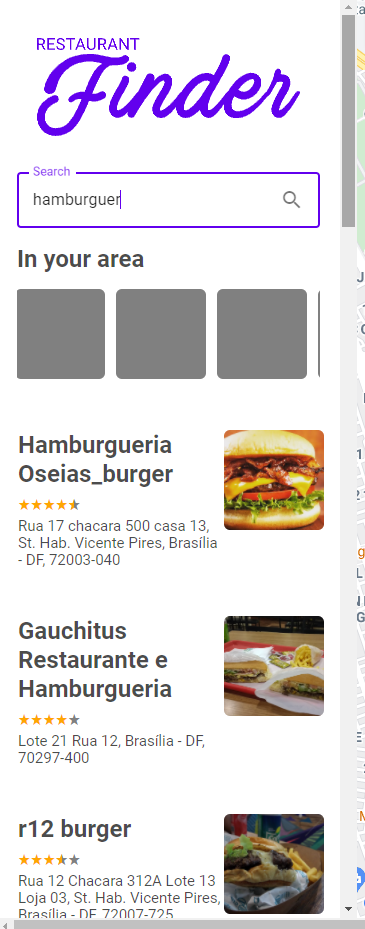 RESTAURANT
Finder
Search
hamburguer
In your area
Hamburgueria
Oseias_burger
Rua 17 chacara 500 casa 13,
St. Hab. Vicente Pires, Brasília
- DF, 72003-040
Gauchitus
Restaurante e
Hamburgueria
Lote 21 Rua 12, Brasília - DF,
70297-400
r12 burger
Rua 12 Chacara 312A Lote 13
Loja 03, St. Hab. Vicente Pires,
Brasília - DF, 72007-725